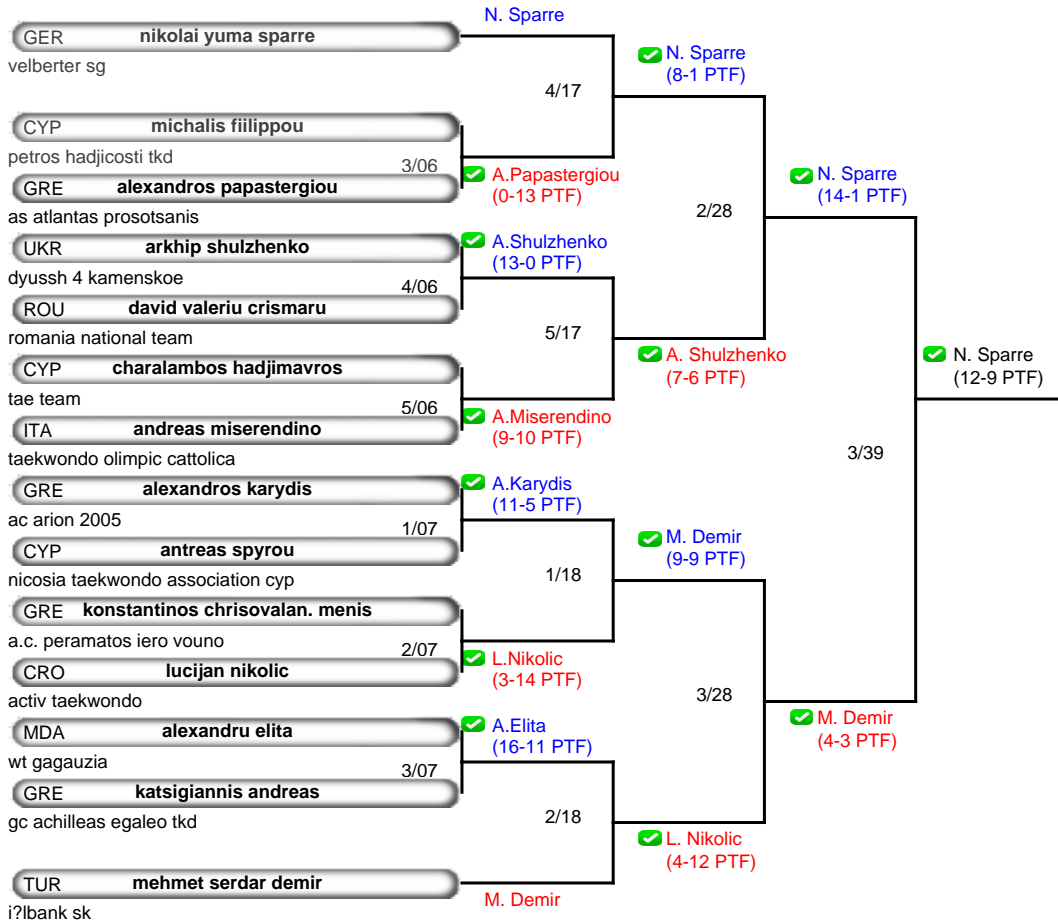 N. Sparre
GER nikolai yuma sparre
velberter sg
N. Sparre
(8-1 PTF)
4/17
CYP michalis fiilippou
petros hadjicosti tkd
3/06
A.Papastergiou
(0-13 PTF)
N. Sparre
(14-1 PTF)
GRE alexandros papastergiou
as atlantas prosotsanis
2/28
UKR arkhip shulzhenko
A.Shulzhenko
(13-0 PTF)
dyussh 4 kamenskoe
4/06
ROU david valeriu crismaru
romania national team
5/17
CYP charalambos hadjimavros
A. Shulzhenko
(7-6 PTF)
N. Sparre
(12-9 PTF)
tae team
5/06
A.Miserendino
(9-10 PTF)
ITA andreas miserendino
taekwondo olimpic cattolica
3/39
GRE alexandros karydis
A.Karydis
(11-5 PTF)
ac arion 2005
1/07
CYP antreas spyrou
M. Demir
(9-9 PTF)
nicosia taekwondo association cyp
1/18
GRE konstantinos chrisovalan. menis
a.c. peramatos iero vouno
2/07
L.Nikolic
(3-14 PTF)
CRO lucijan nikolic
activ taekwondo
3/28
MDA alexandru elita
A.Elita
(16-11 PTF)
M. Demir
(4-3 PTF)
wt gagauzia
3/07
GRE katsigiannis andreas
gc achilleas egaleo tkd
2/18
L. Nikolic
(4-12 PTF)
TUR mehmet serdar demir
M. Demir
i?lbank sk